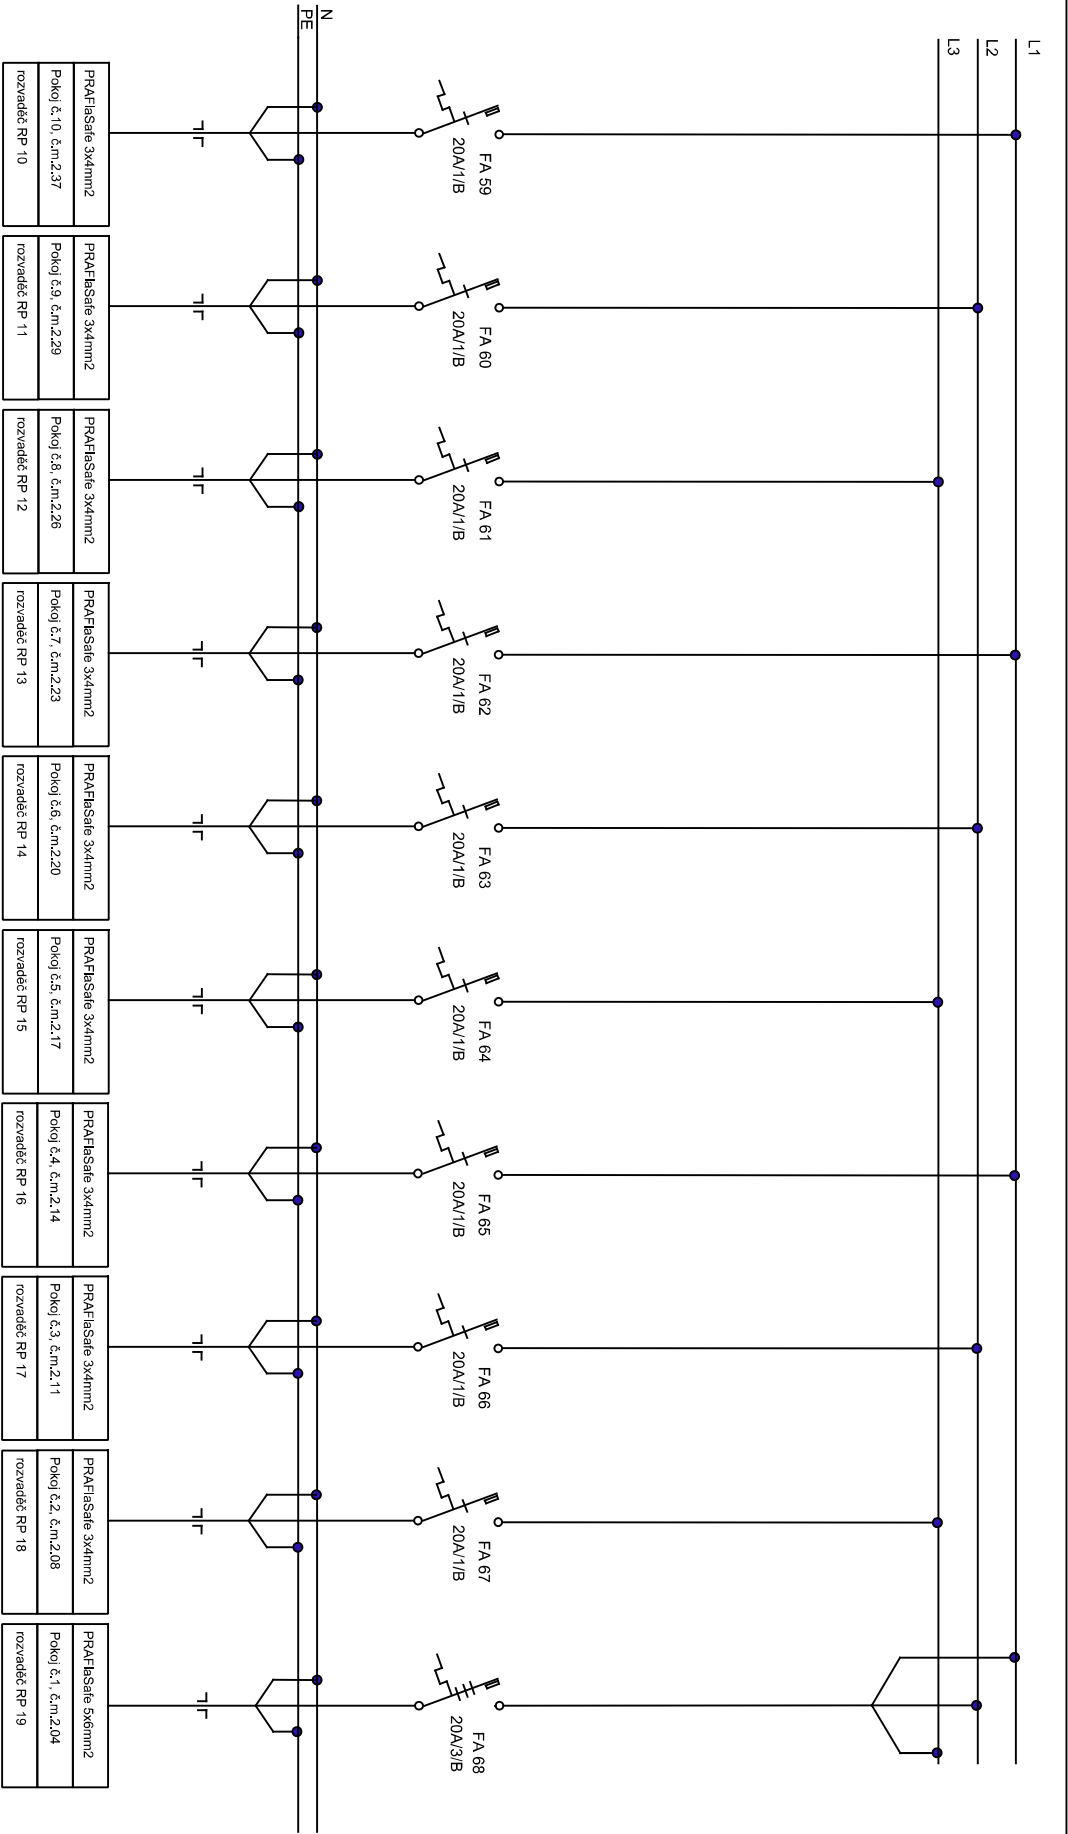 L1
L2
L3
N
PE
FA 59
20A/1/B
FA 60
20A/1/B
FA 61
20A/1/B
FA 62
20A/1/B
FA 63
20A/1/B
FA 64
20A/1/B
FA 65
20A/1/B
FA 66
20A/1/B
FA 67
20A/1/B
FA 68
20A/3/B
PRAFlaSafe 3x4mm2
Pokoj č.10, č.m.2.37
rozvaděč RP 10
PRAFlaSafe 3x4mm2
Pokoj č.9, č.m.2.29
rozvaděč RP 11
PRAFlaSafe 3x4mm2
Pokoj č.8, č.m.2.26
rozvaděč RP 12
PRAFlaSafe 3x4mm2
Pokoj č.7, č.m.2.23
rozvaděč RP 13
PRAFlaSafe 3x4mm2
Pokoj č.6, č.m.2.20
rozvaděč RP 14
PRAFlaSafe 3x4mm2
Pokoj č.5, č.m.2.17
rozvaděč RP 15
PRAFlaSafe 3x4mm2
Pokoj č.4, č.m.2.14
rozvaděč RP 16
PRAFlaSafe 3x4mm2
Pokoj č.3, č.m.2.11
rozvaděč RP 17
PRAFlaSafe 3x4mm2
Pokoj č.2, č.m.2.08
rozvaděč RP 18
PRAFlaSafe 5x6mm2
Pokoj č.1, č.m.2.04
rozvaděč RP 19